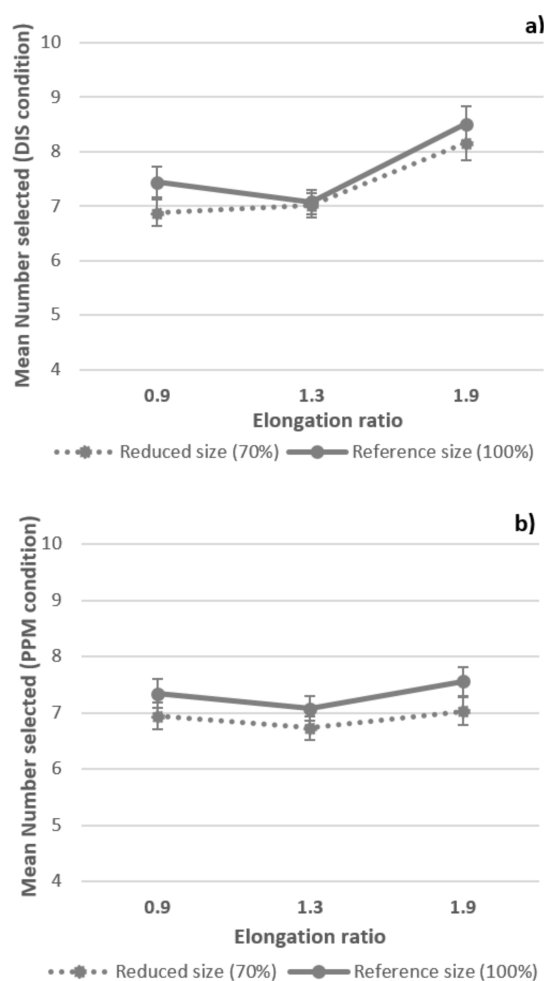 a)
Mean Number selected (DIS condition)
10
9
8
7
6
5
4
0.9 1.3 1.9
Elongation ratio
Reduced size (70%) Reference size (100%)
b)
Mean Number selected (PPM condition)
10
9
8
7
6
5
4
0.9 1.3 1.9
Elongation ratio
Reduced size (70%) Reference size (100%)